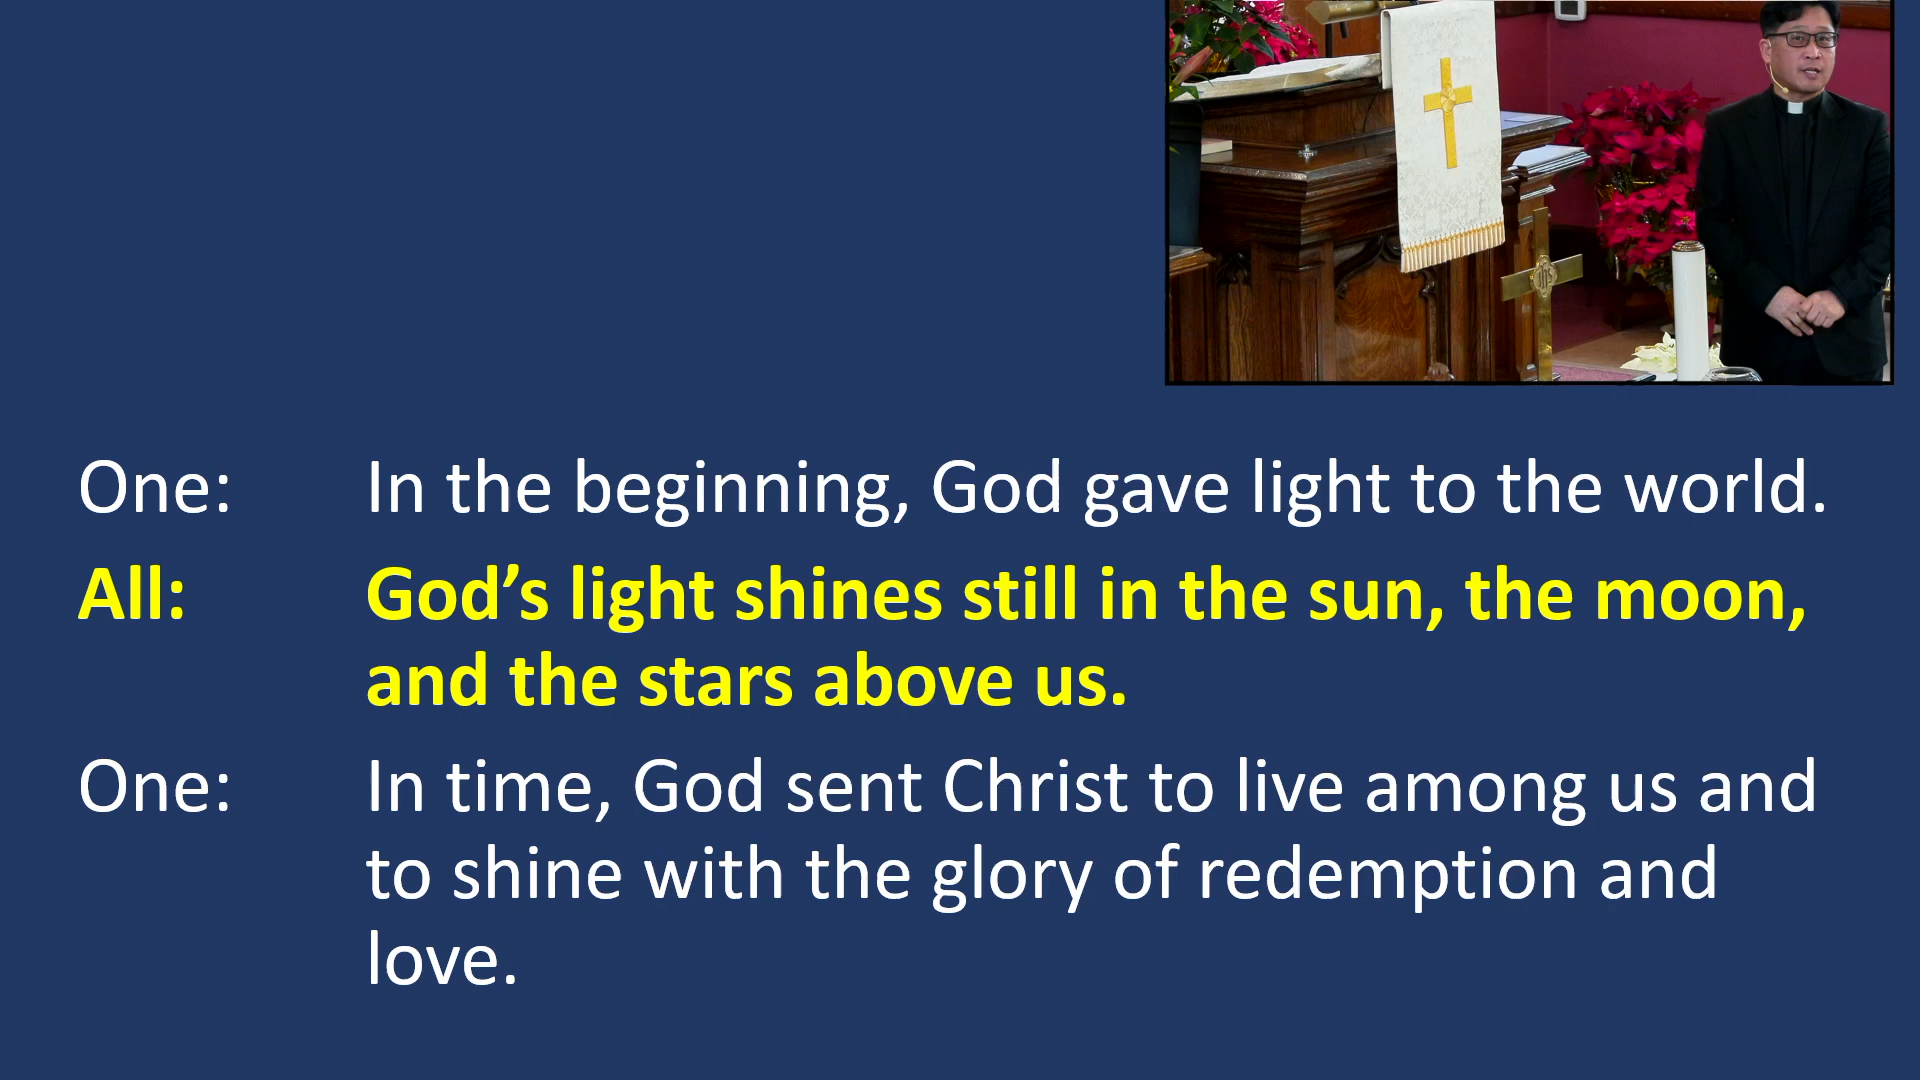 One: In the beginning, God gave light to the world.
All: God’s light shines still in the sun, the moon,
and the stars above us.
One: In time, God sent Christ to live among us and
to shine with the glory of redemption and
love.